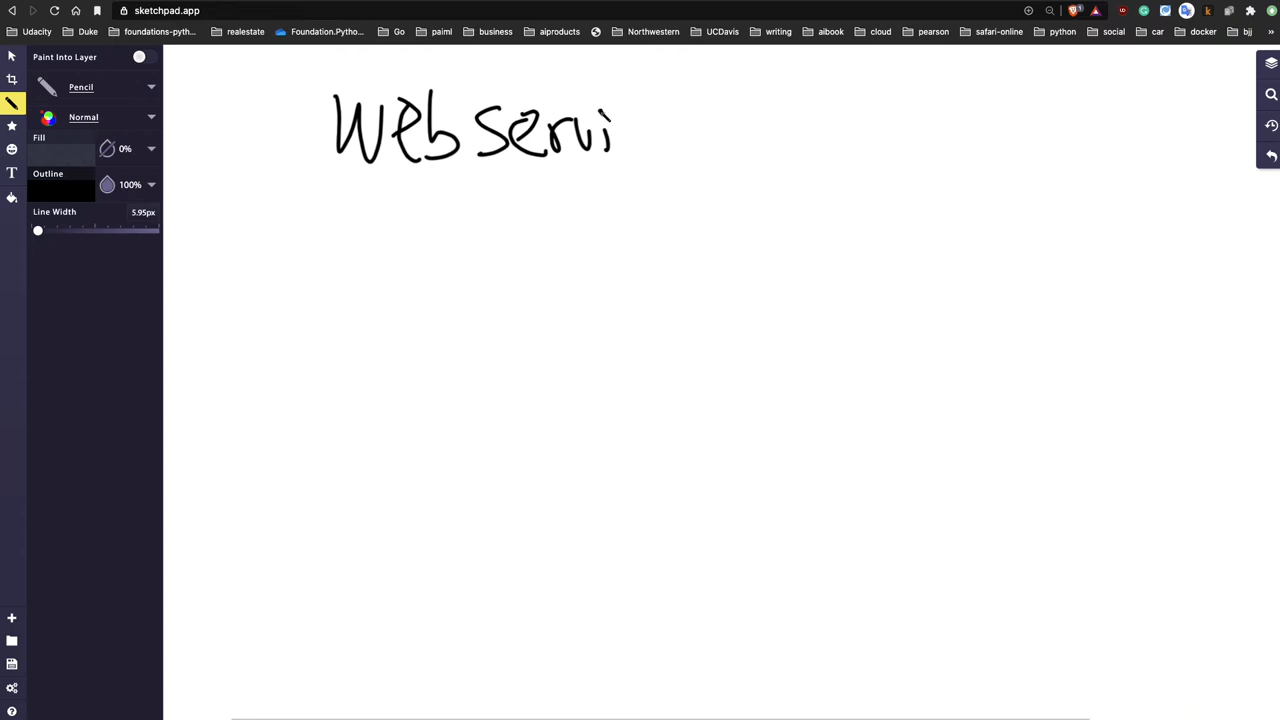 sketchpad.app
Udacity
Duke
foundations-pyth...
realestate
Foundation.Pytho...
Go
paiml
business
aiproducts
Northwestern
UCDavis
writing
aibook
cloud
pearson
safari-online
python
social
car
docker
bjj
»
Paint Into Layer
Pencil
Normal
Fill
0%
Outline
100%
Line Width 5.95px
Web servi